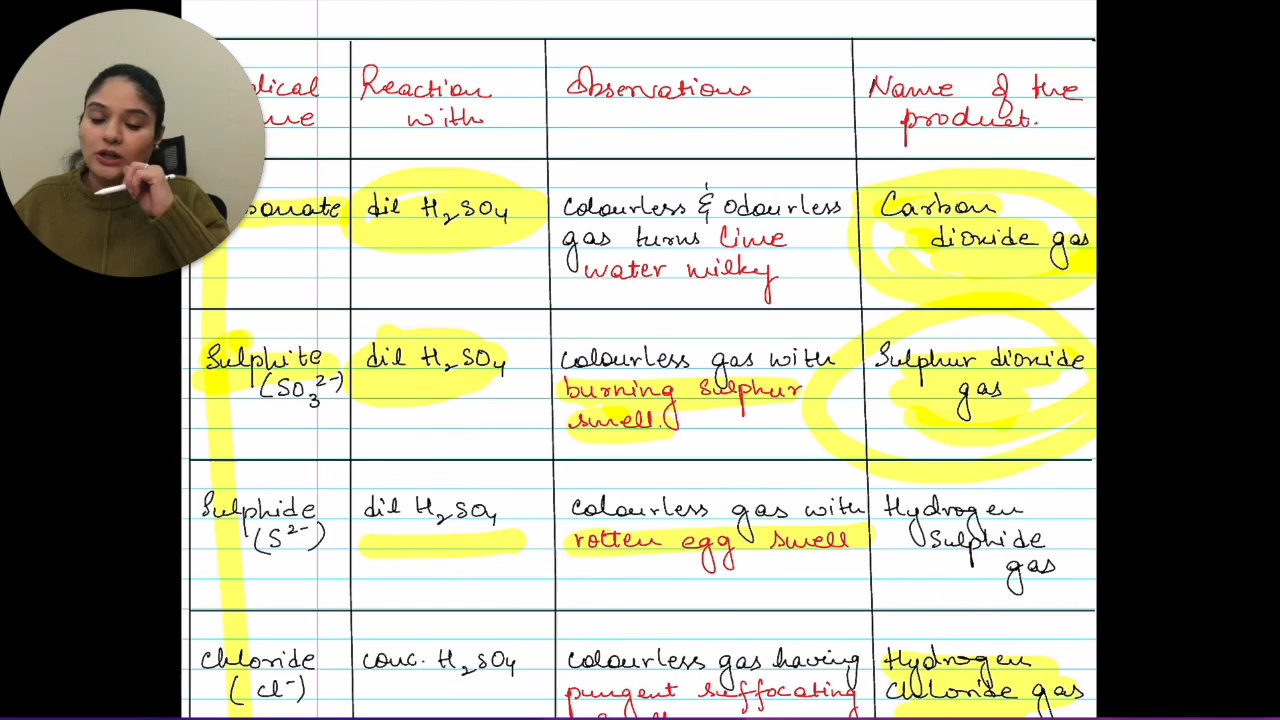 Reaction with
Observations
Name of the product.
dil H₂SO₄
colourless & odourless
gas turns lime
water milky
Carbon
dioxide gas
Sulphite
(SO₃²⁻)
dil H₂SO₄
colourless gas with
burning sulphur
smell.
Sulphur dioxide
gas
Sulphide
(S²⁻)
dil H₂SO₄
colourless gas with
rotten egg smell
Hydrogen
Sulphide
gas
chloride
(Cl⁻)
conc. H₂SO₄
colourless gas having
pungent suffocating
Hydrogen
chloride gas